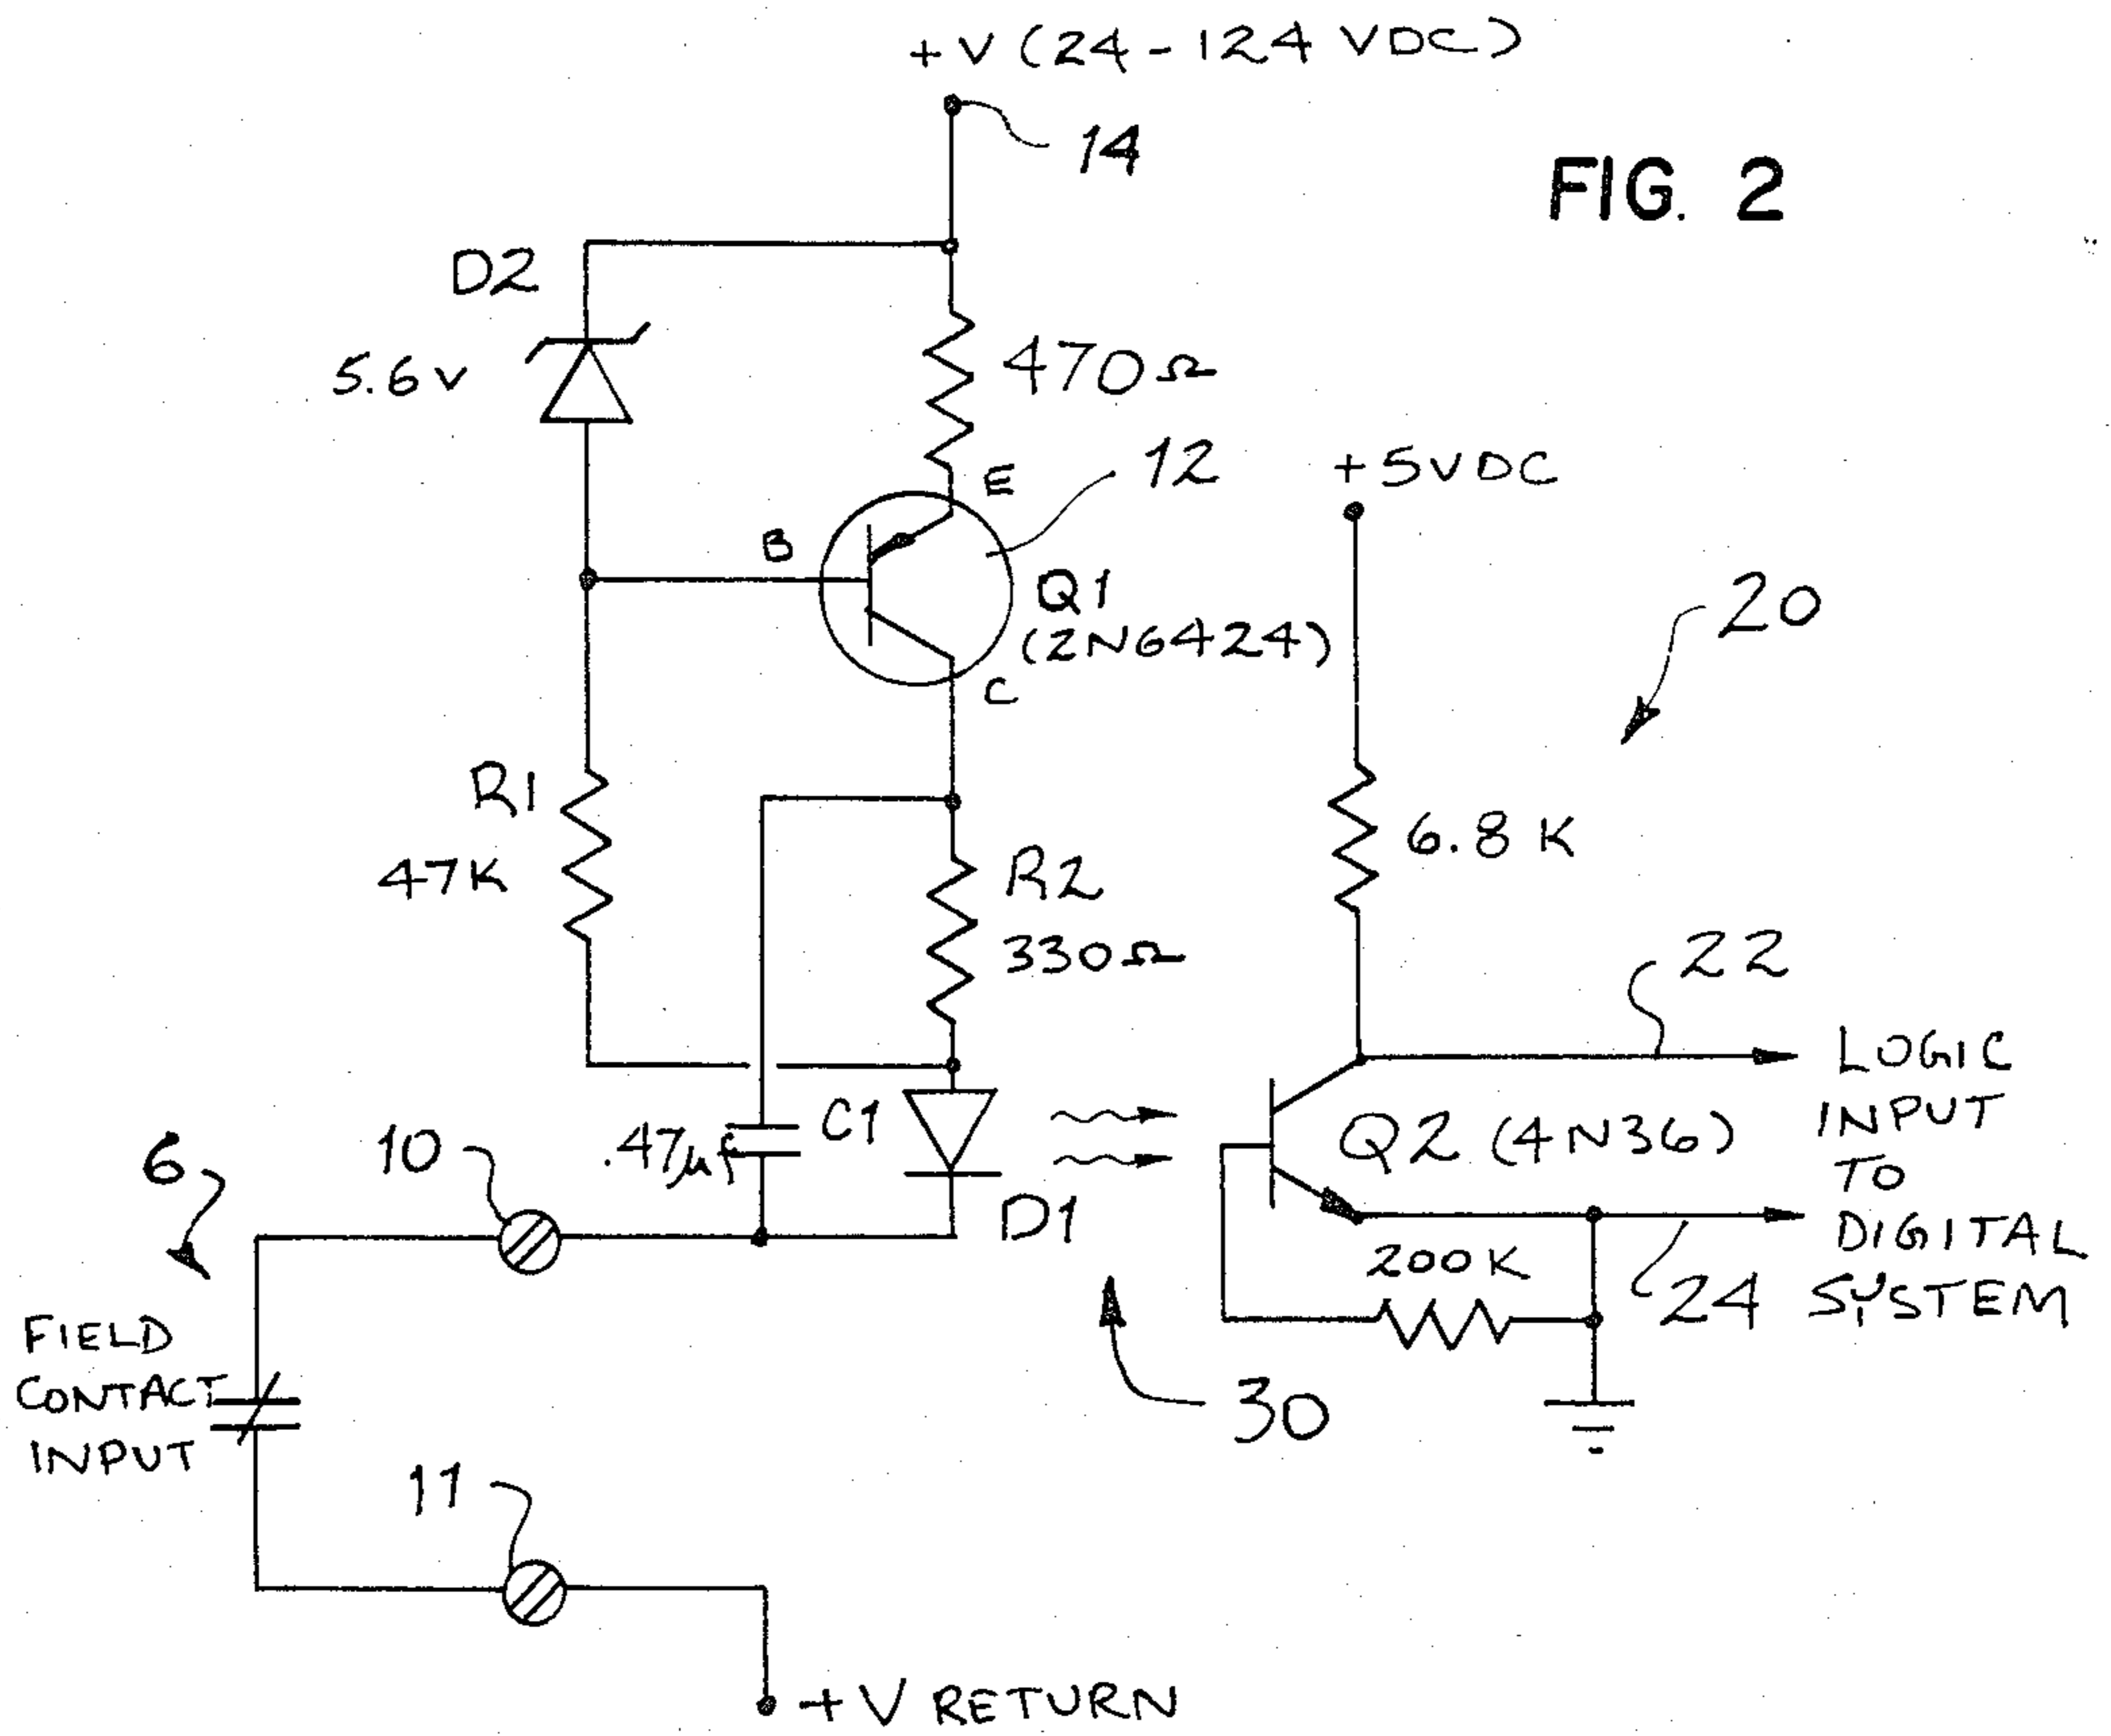 +V (24-124 VDC)
14
FIG. 2
D2
5.6V
470Ω
E
12
+5VDC
B
Q1
(2N6424)
20
C
R1
47K
R2
330Ω
6.8K
22
LOGIC
INPUT
TO
DIGITAL
SYSTEM
6
10
.47µf
C1
D1
Q2 (4N36)
200K
24
FIELD
CONTACT
INPUT
30
11
+V RETURN